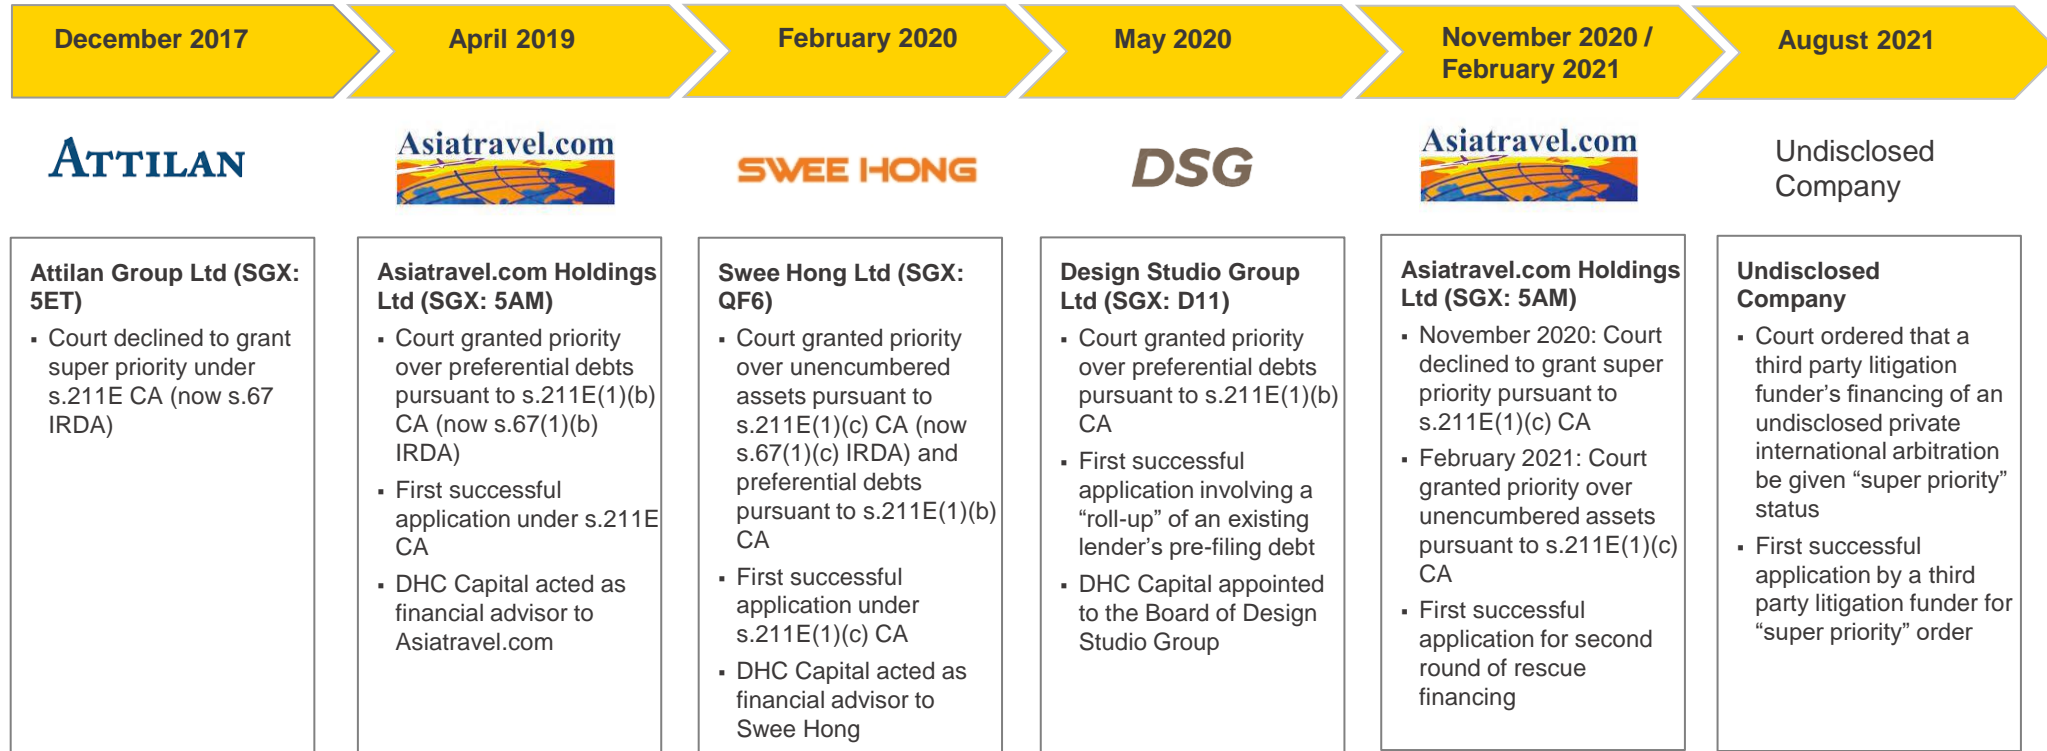 December 2017
April 2019
February 2020
May 2020
November 2020 /
February 2021
August 2021
ATTILAN
Asiatravel.com
SWEE HONG
DSG
Asiatravel.com
Undisclosed
Company
Attilan Group Ltd (SGX:
5ET)
▪ Court declined to grant
super priority under
s.211E CA (now s.67
IRDA)
Asiatravel.com Holdings
Ltd (SGX: 5AM)
▪ Court granted priority
over preferential debts
pursuant to s.211E(1)(b)
CA (now s.67(1)(b)
IRDA)
▪ First successful
application under s.211E
CA
▪ DHC Capital acted as
financial advisor to
Asiatravel.com
Swee Hong Ltd (SGX:
QF6)
▪ Court granted priority
over unencumbered
assets pursuant to
s.211E(1)(c) CA (now
s.67(1)(c) IRDA) and
preferential debts
pursuant to s.211E(1)(b)
CA
▪ First successful
application under
s.211E(1)(c) CA
▪ DHC Capital acted as
financial advisor to
Swee Hong
Design Studio Group
Ltd (SGX: D11)
▪ Court granted priority
over preferential debts
pursuant to s.211E(1)(b)
CA
▪ First successful
application involving a
“roll-up” of an existing
lender’s pre-filing debt
▪ DHC Capital appointed
to the Board of Design
Studio Group
Asiatravel.com Holdings
Ltd (SGX: 5AM)
▪ November 2020: Court
declined to grant super
priority pursuant to
s.211E(1)(c) CA
▪ February 2021: Court
granted priority over
unencumbered assets
pursuant to s.211E(1)(c)
CA
▪ First successful
application for second
round of rescue
financing
Undisclosed
Company
▪ Court ordered that a
third party litigation
funder’s financing of an
undisclosed private
international arbitration
be given “super priority”
status
▪ First successful
application by a third
party litigation funder for
“super priority” order